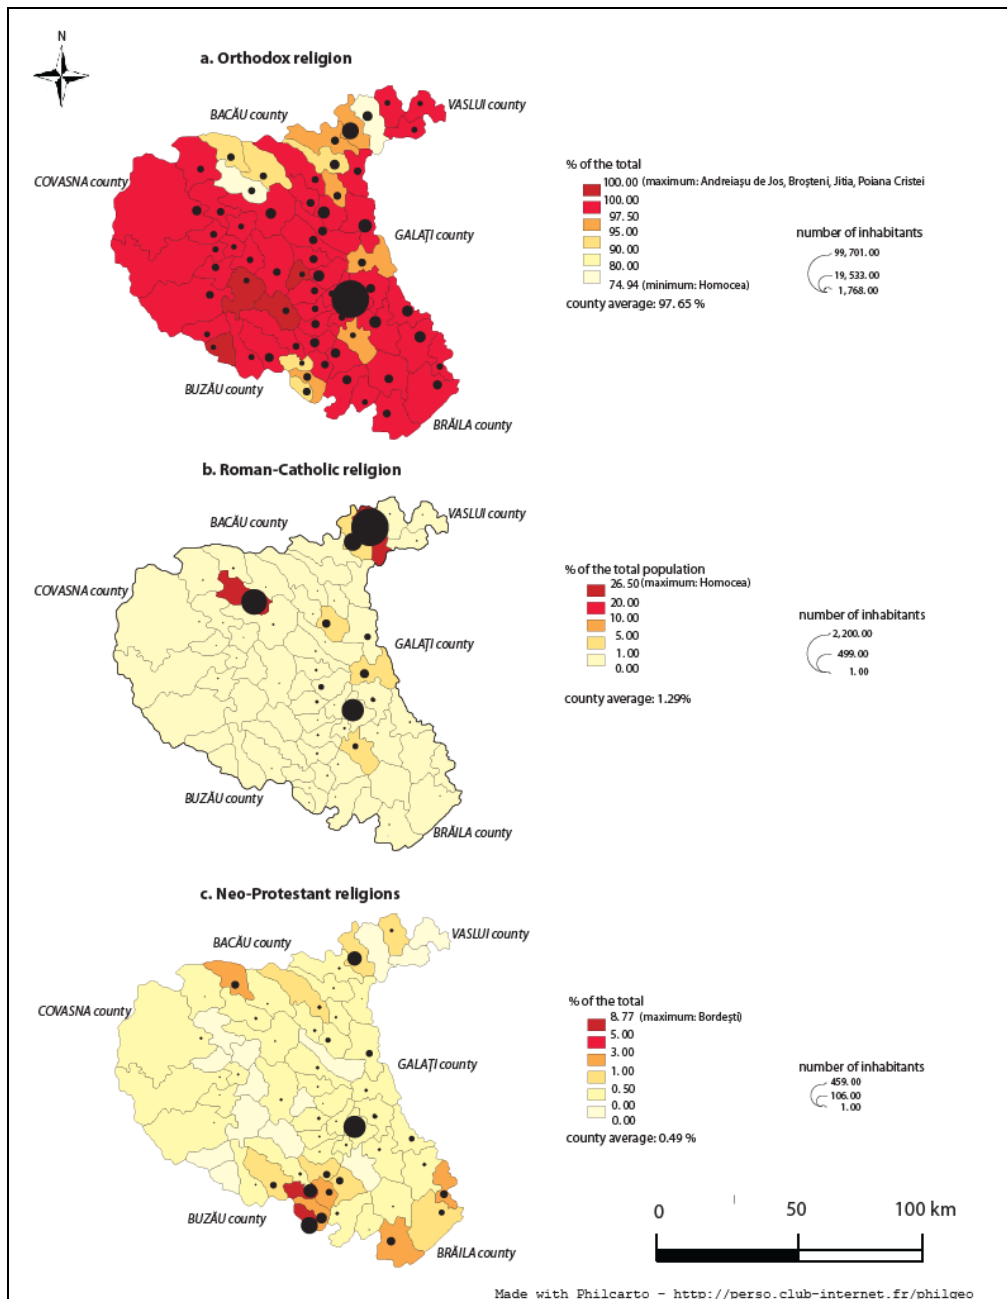 N
a. Orthodox religion
VASLUI county
BACĂU county
COVASNA county
GALAŢI county
BUZĂU county
BRĂILA county
% of the total
100.00 (maximum: Andreiaşu de Jos, Broşteni, Jitia, Poiana Cristei
100.00
97.50
95.00
90.00
80.00
74.94 (minimum: Homocea)
county average: 97.65 %
number of inhabitants
99,701.00
19,533.00
1,768.00
b. Roman-Catholic religion
VASLUI county
BACĂU county
COVASNA county
GALAŢI county
BUZĂU county
BRĂILA county
% of the total population
26.50 (maximum: Homocea)
20.00
10.00
5.00
1.00
0.00
county average: 1.29%
number of inhabitants
2,200.00
499.00
1.00
c. Neo-Protestant religions
VASLUI county
BACĂU county
COVASNA county
GALAŢI county
BUZĂU county
BRĂILA county
% of the total
8.77 (maximum: Bordeşti)
5.00
3.00
1.00
0.50
0.00
0.00
county average: 0.49 %
number of inhabitants
459.00
106.00
1.00
0 50 100 km
Made with Philcarto - http://perso.club-internet.fr/philgeo